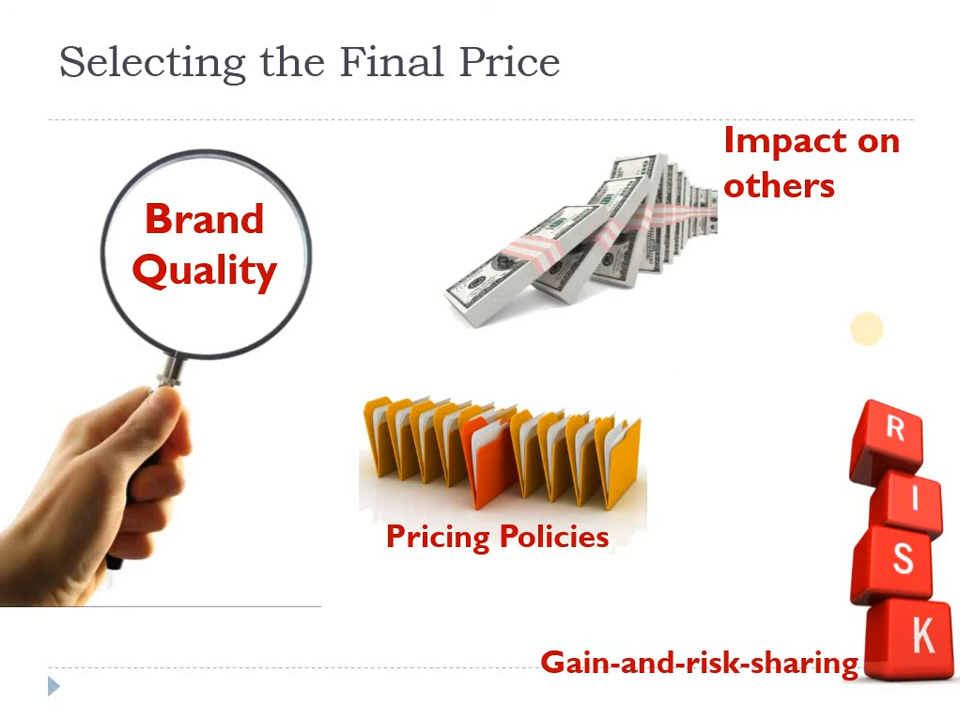 Selecting the Final Price
Impact on
others
Brand
Quality
Pricing Policies
R
I
S
K
Gain-and-risk-sharing